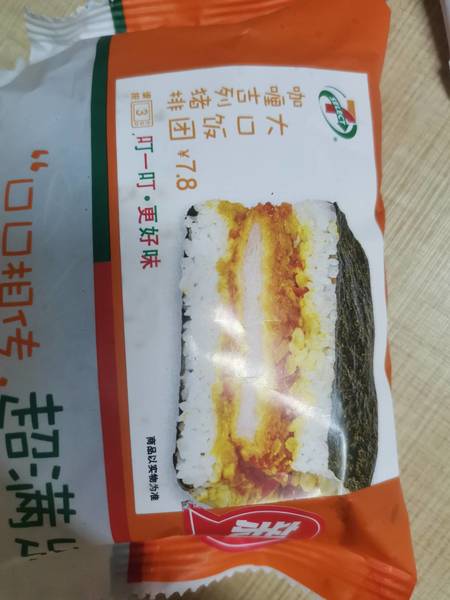 SELECT
咖喱吉列猪排
大口饭团
¥7.8
叮一叮·更好味
商品以实物为准
“口口相传·
超满